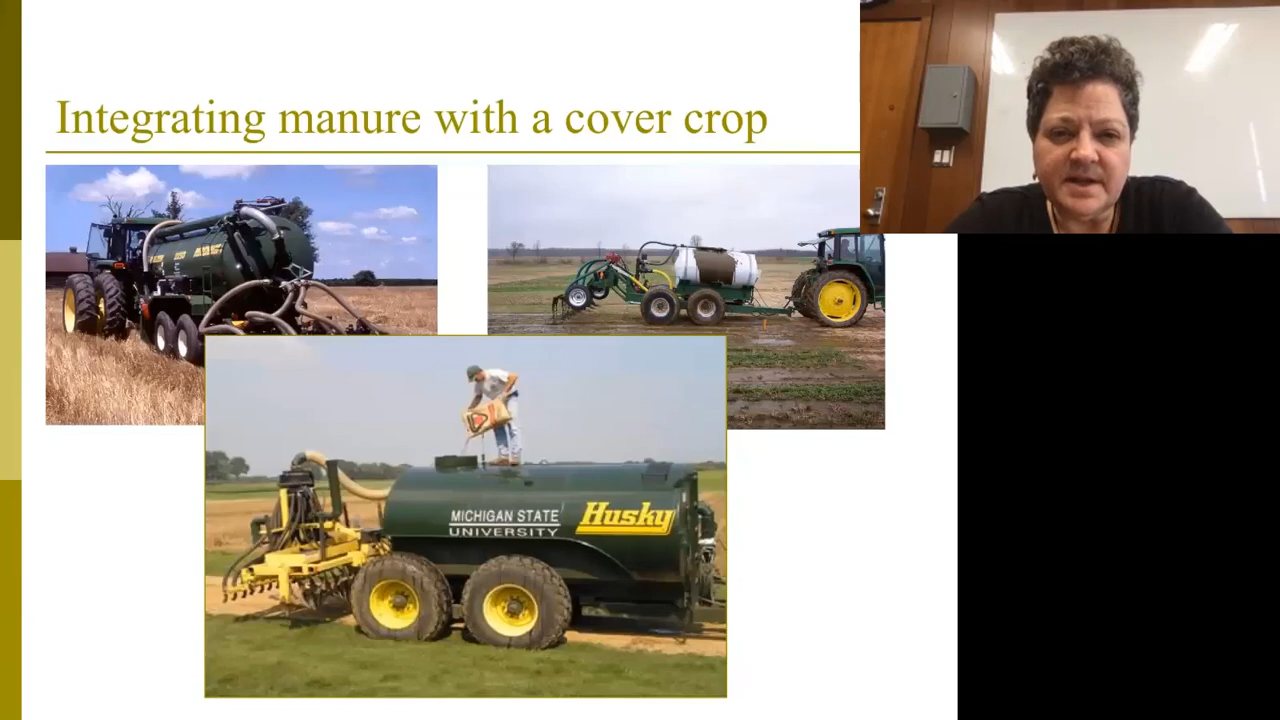 Integrating manure with a cover crop
MICHIGAN STATE
UNIVERSITY
Husky